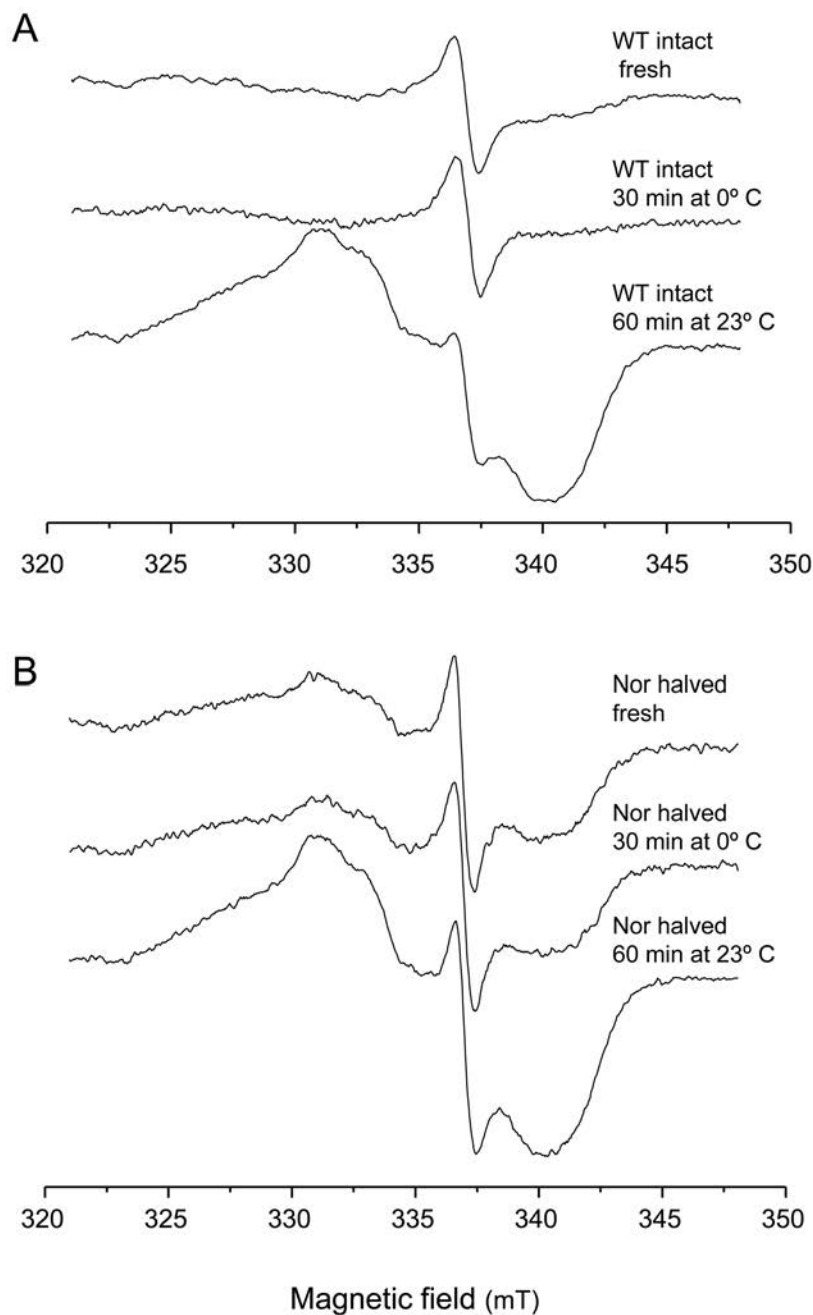 A
WT intact
fresh
WT intact
30 min at 0º C
WT intact
60 min at 23º C
320 325 330 335 340 345 350
B
Nor halved
fresh
Nor halved
30 min at 0º C
Nor halved
60 min at 23º C
320 325 330 335 340 345 350
Magnetic field (mT)